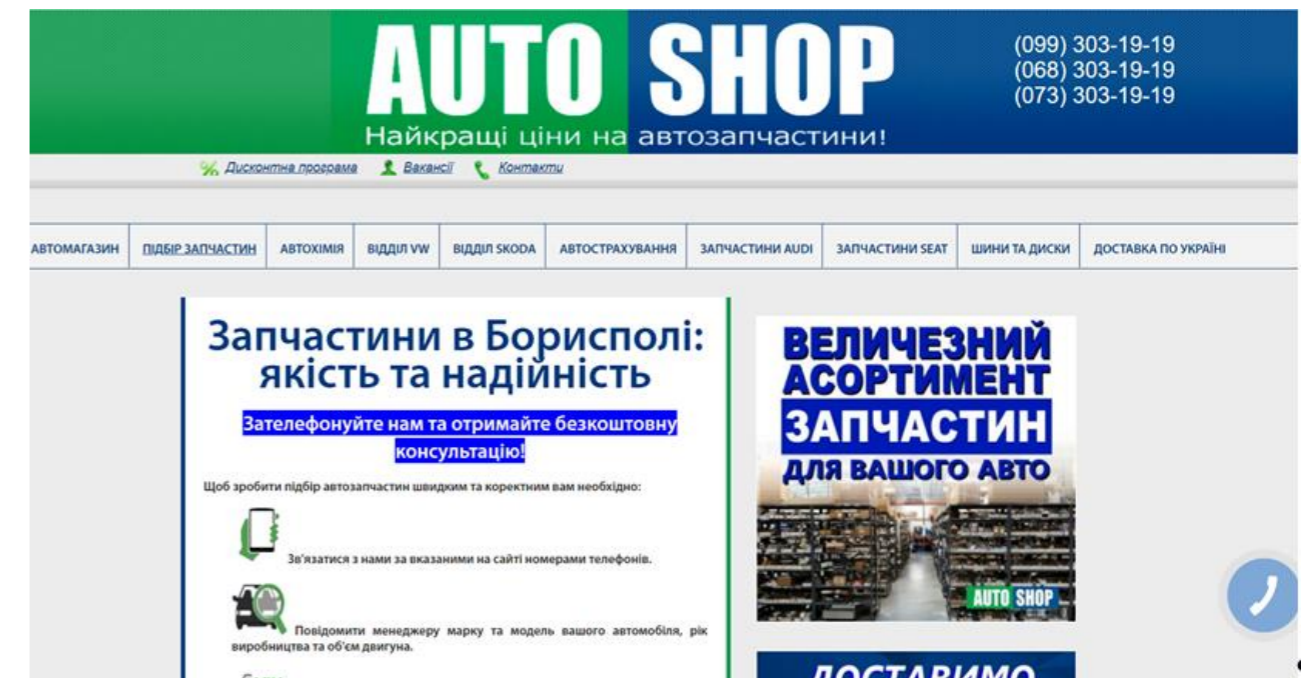 AUTO SHOP
Найкращі ціни на автозапчастини!
(099) 303-19-19
(068) 303-19-19
(073) 303-19-19
Дисконтна програма Вакансії Контакти
АВТОМАГАЗИН ПІДБІР ЗАПЧАСТИН АВТОХІМІЯ ВІДДІЛ VW ВІДДІЛ SKODA АВТОСТРАХУВАННЯ ЗАПЧАСТИНИ AUDI ЗАПЧАСТИНИ SEAT ШИНИ ТА ДИСКИ ДОСТАВКА ПО УКРАЇНІ
Запчастини в Борисполі:
якість та надійність
Зателефонуйте нам та отримайте безкоштовну
консультацію!
Щоб зробити підбір автозапчастин швидким та коректним вам необхідно:
Зв'язатися з нами за вказаними на сайті номерами телефонів.
Повідомити менеджеру марку та модель вашого автомобіля, рік
виробництва та об'єм двигуна.
ВЕЛИЧЕЗНИЙ
АСОРТИМЕНТ
ЗАПЧАСТИН
ДЛЯ ВАШОГО АВТО
AUTO SHOP
ДОСТАВИМО